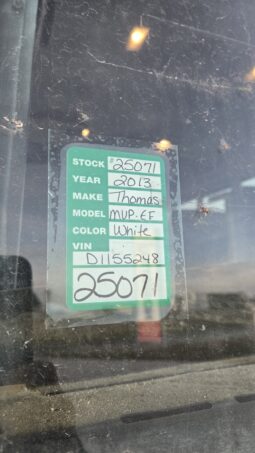 STOCK #25071
YEAR 2013
MAKE Thomas
MODEL MVP-EF
COLOR White
VIN
D1155248
25071